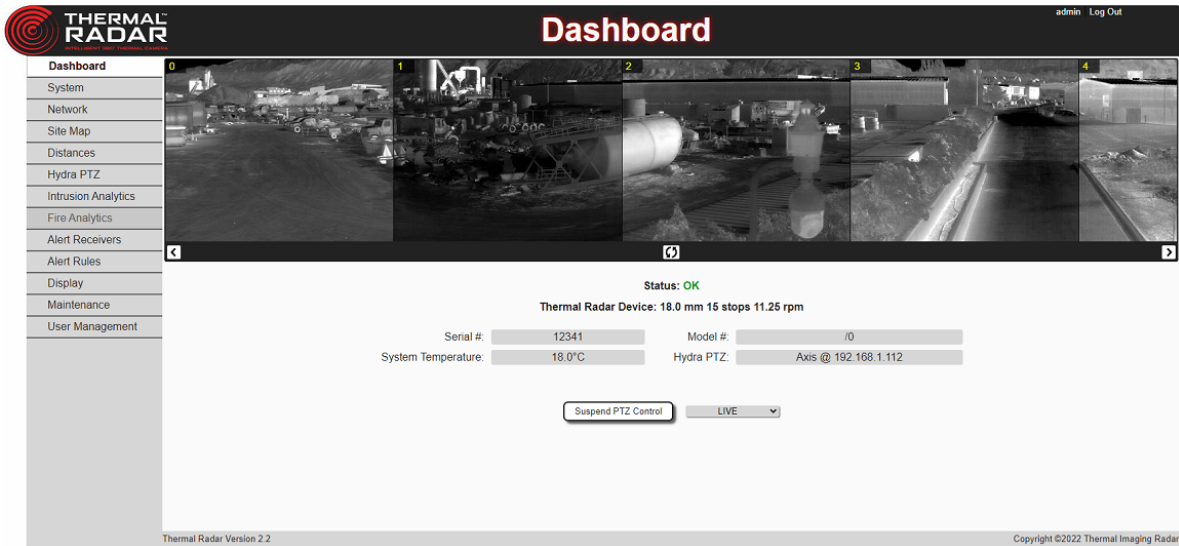 THERMAL™
RADAR
INTELLIGENT 360° THERMAL CAMERA
Dashboard
admin Log Out
Dashboard
System
Network
Site Map
Distances
Hydra PTZ
Intrusion Analytics
Fire Analytics
Alert Receivers
Alert Rules
Display
Maintenance
User Management
0
1
2
3
4
Status: OK
Thermal Radar Device: 18.0 mm 15 stops 11.25 rpm
Serial #: 12341 Model #: /0
System Temperature: 18.0°C Hydra PTZ: Axis @ 192.168.1.112
Suspend PTZ Control LIVE
Thermal Radar Version 2.2 Copyright ©2022 Thermal Imaging Radar